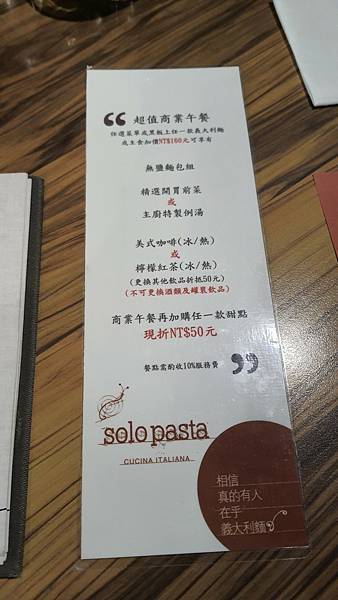 超值商業午餐
任選菜單或黑板上任一款義大利麵
或主食加價NT$160元可享有
無鹽麵包組
精選開胃前菜
或
主廚特製例湯
美式咖啡(冰/熱)
或
檸檬紅茶(冰/熱)
(更換其他飲品折抵50元)
(不可更換酒類及罐裝飲品)
商業午餐再加購任一款甜點
現折NT$50元
餐點需酌收10%服務費
solo pasta
CUCINA ITALIANA
相信
真的有人
在乎
義大利麵